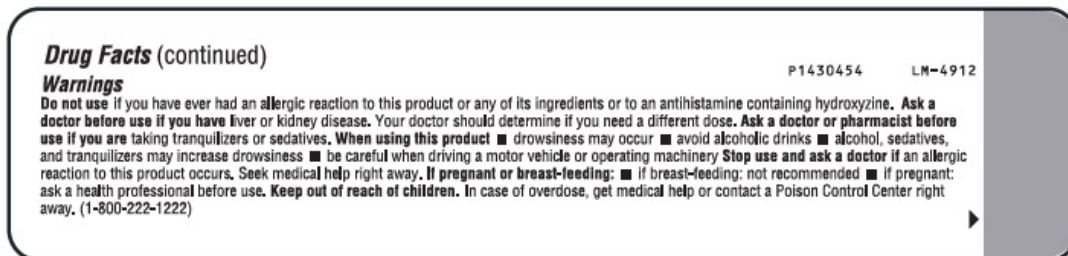 Drug Facts (continued)
P1430454 LM-4912
Warnings
Do not use if you have ever had an allergic reaction to this product or any of its ingredients or to an antihistamine containing hydroxyzine. Ask a
doctor before use if you have liver or kidney disease. Your doctor should determine if you need a different dose. Ask a doctor or pharmacist before
use if you are taking tranquilizers or sedatives. When using this product ■ drowsiness may occur ■ avoid alcoholic drinks ■ alcohol, sedatives,
and tranquilizers may increase drowsiness ■ be careful when driving a motor vehicle or operating machinery Stop use and ask a doctor if an allergic
reaction to this product occurs. Seek medical help right away. If pregnant or breast-feeding: ■ if breast-feeding: not recommended ■ if pregnant:
ask a health professional before use. Keep out of reach of children. In case of overdose, get medical help or contact a Poison Control Center right
away. (1-800-222-1222)